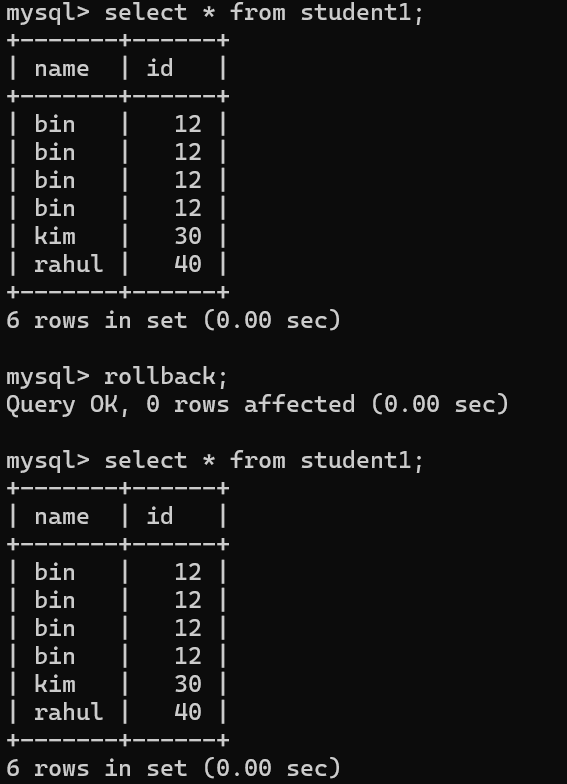 mysql> select * from student1;
+-------+------+
| name  | id   |
+-------+------+
| bin   |   12 |
| bin   |   12 |
| bin   |   12 |
| bin   |   12 |
| kim   |   30 |
| rahul |   40 |
+-------+------+
6 rows in set (0.00 sec)

mysql> rollback;
Query OK, 0 rows affected (0.00 sec)

mysql> select * from student1;
+-------+------+
| name  | id   |
+-------+------+
| bin   |   12 |
| bin   |   12 |
| bin   |   12 |
| bin   |   12 |
| kim   |   30 |
| rahul |   40 |
+-------+------+
6 rows in set (0.00 sec)